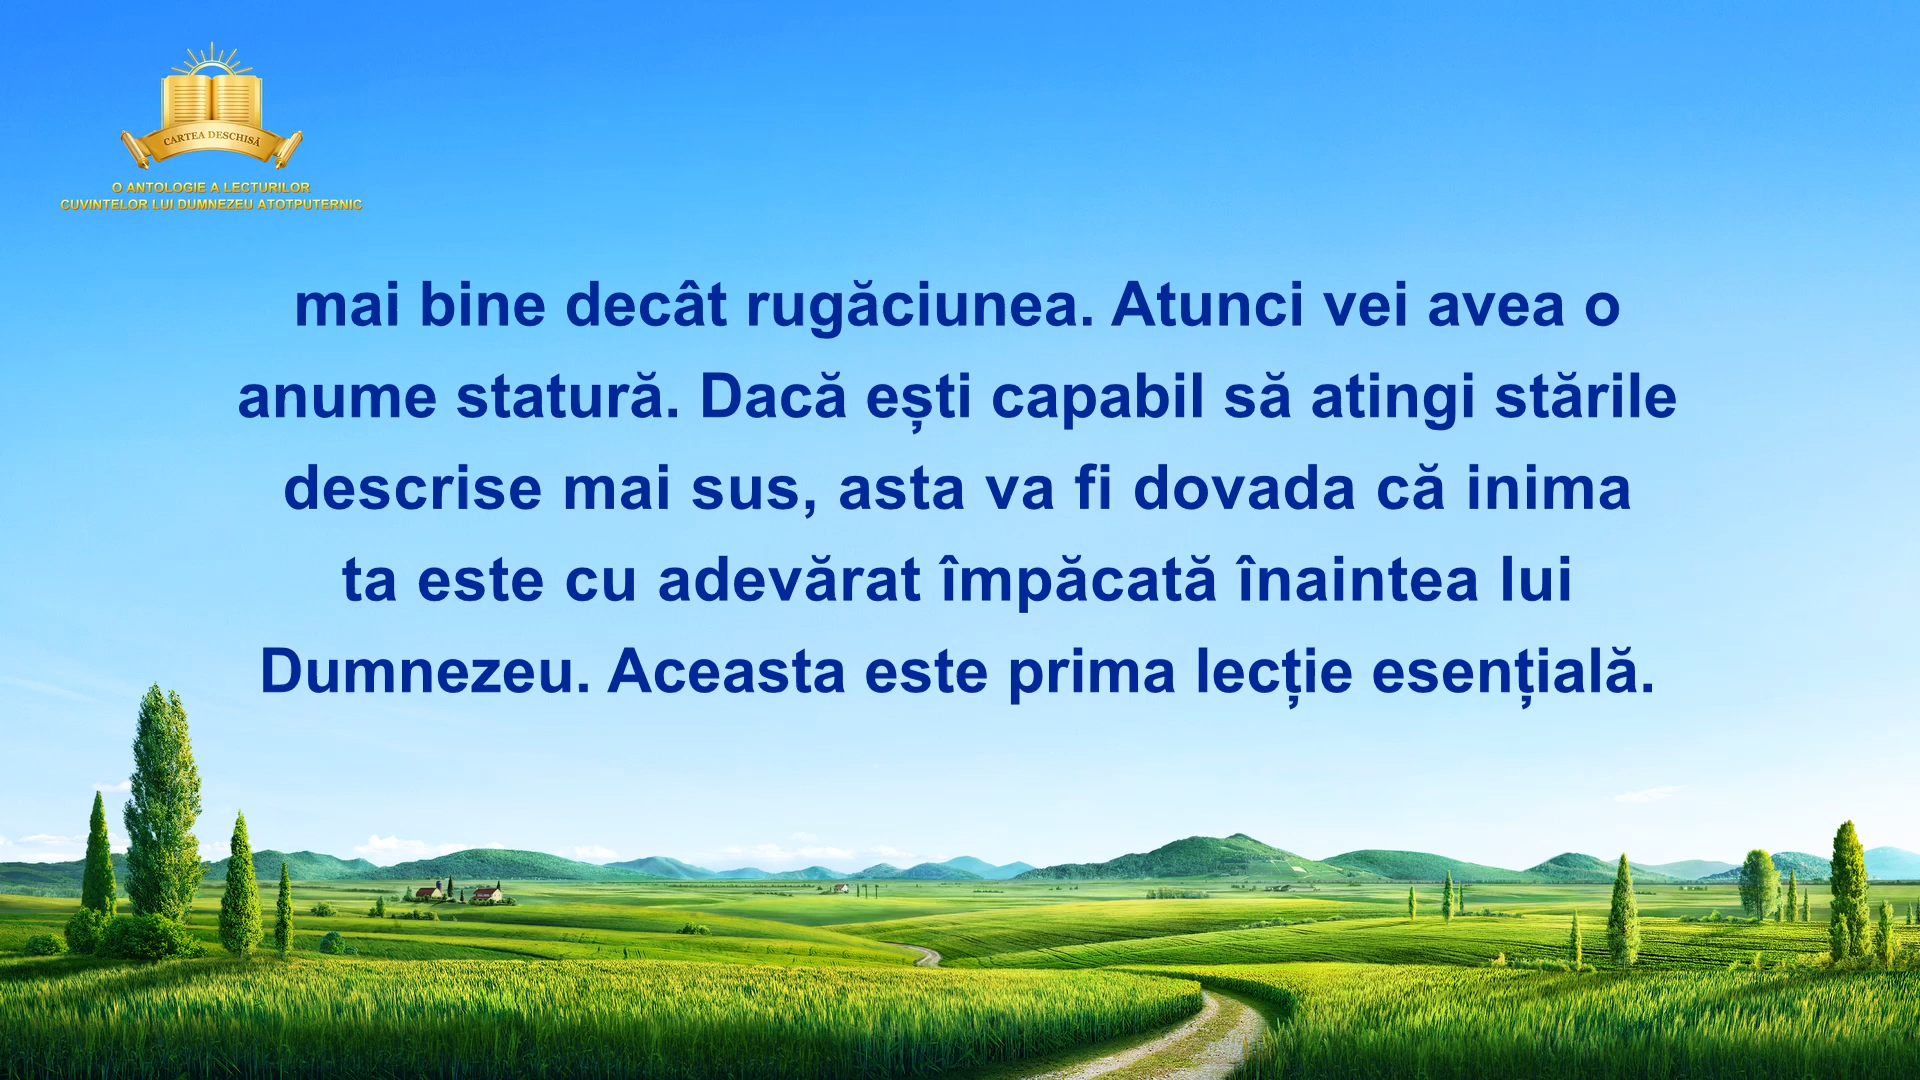 CARTEA DESCHISĂ
O ANTOLOGIE A LECTURILOR
CUVINTELOR LUI DUMNEZEU ATOTPUTERNIC
mai bine decât rugăciunea. Atunci vei avea o
anume statură. Dacă ești capabil să atingi stările
descrise mai sus, asta va fi dovada că inima
ta este cu adevărat împăcată înaintea lui
Dumnezeu. Aceasta este prima lecție esențială.